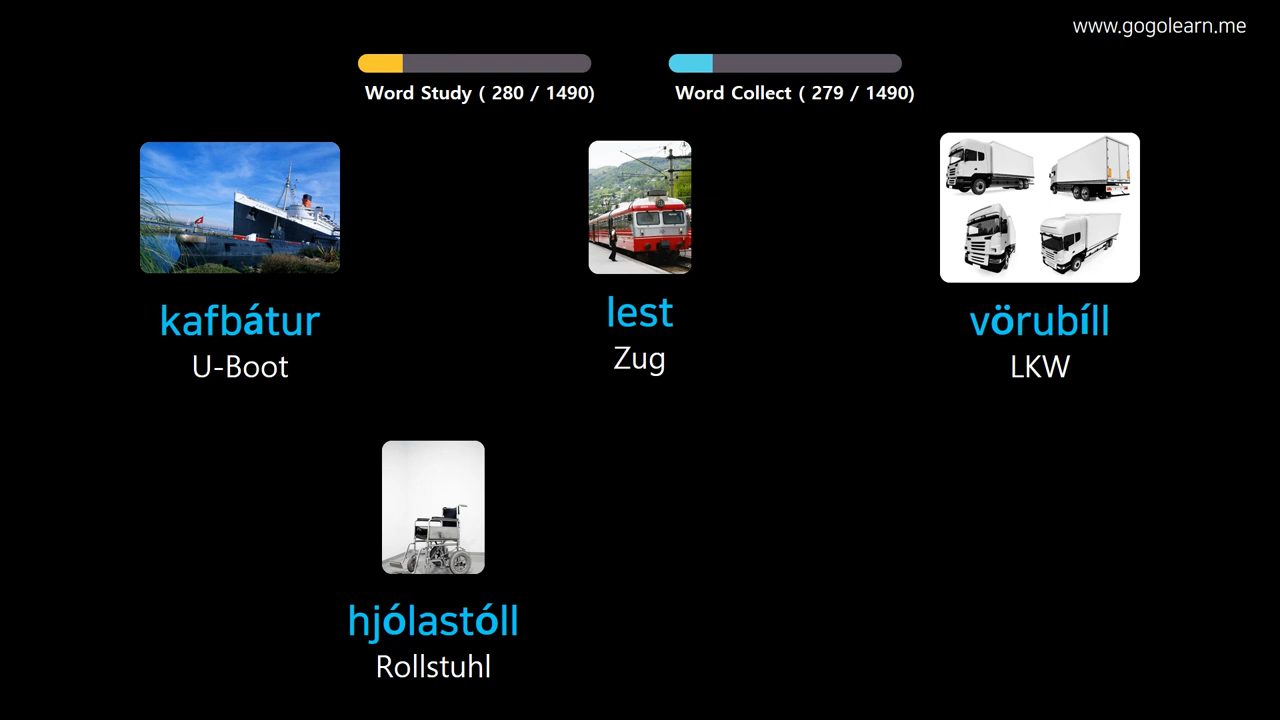 www.gogolearn.me
Word Study ( 280 / 1490)
Word Collect ( 279 / 1490)
kafbátur
U-Boot
lest
Zug
vörubíll
LKW
hjólastóll
Rollstuhl